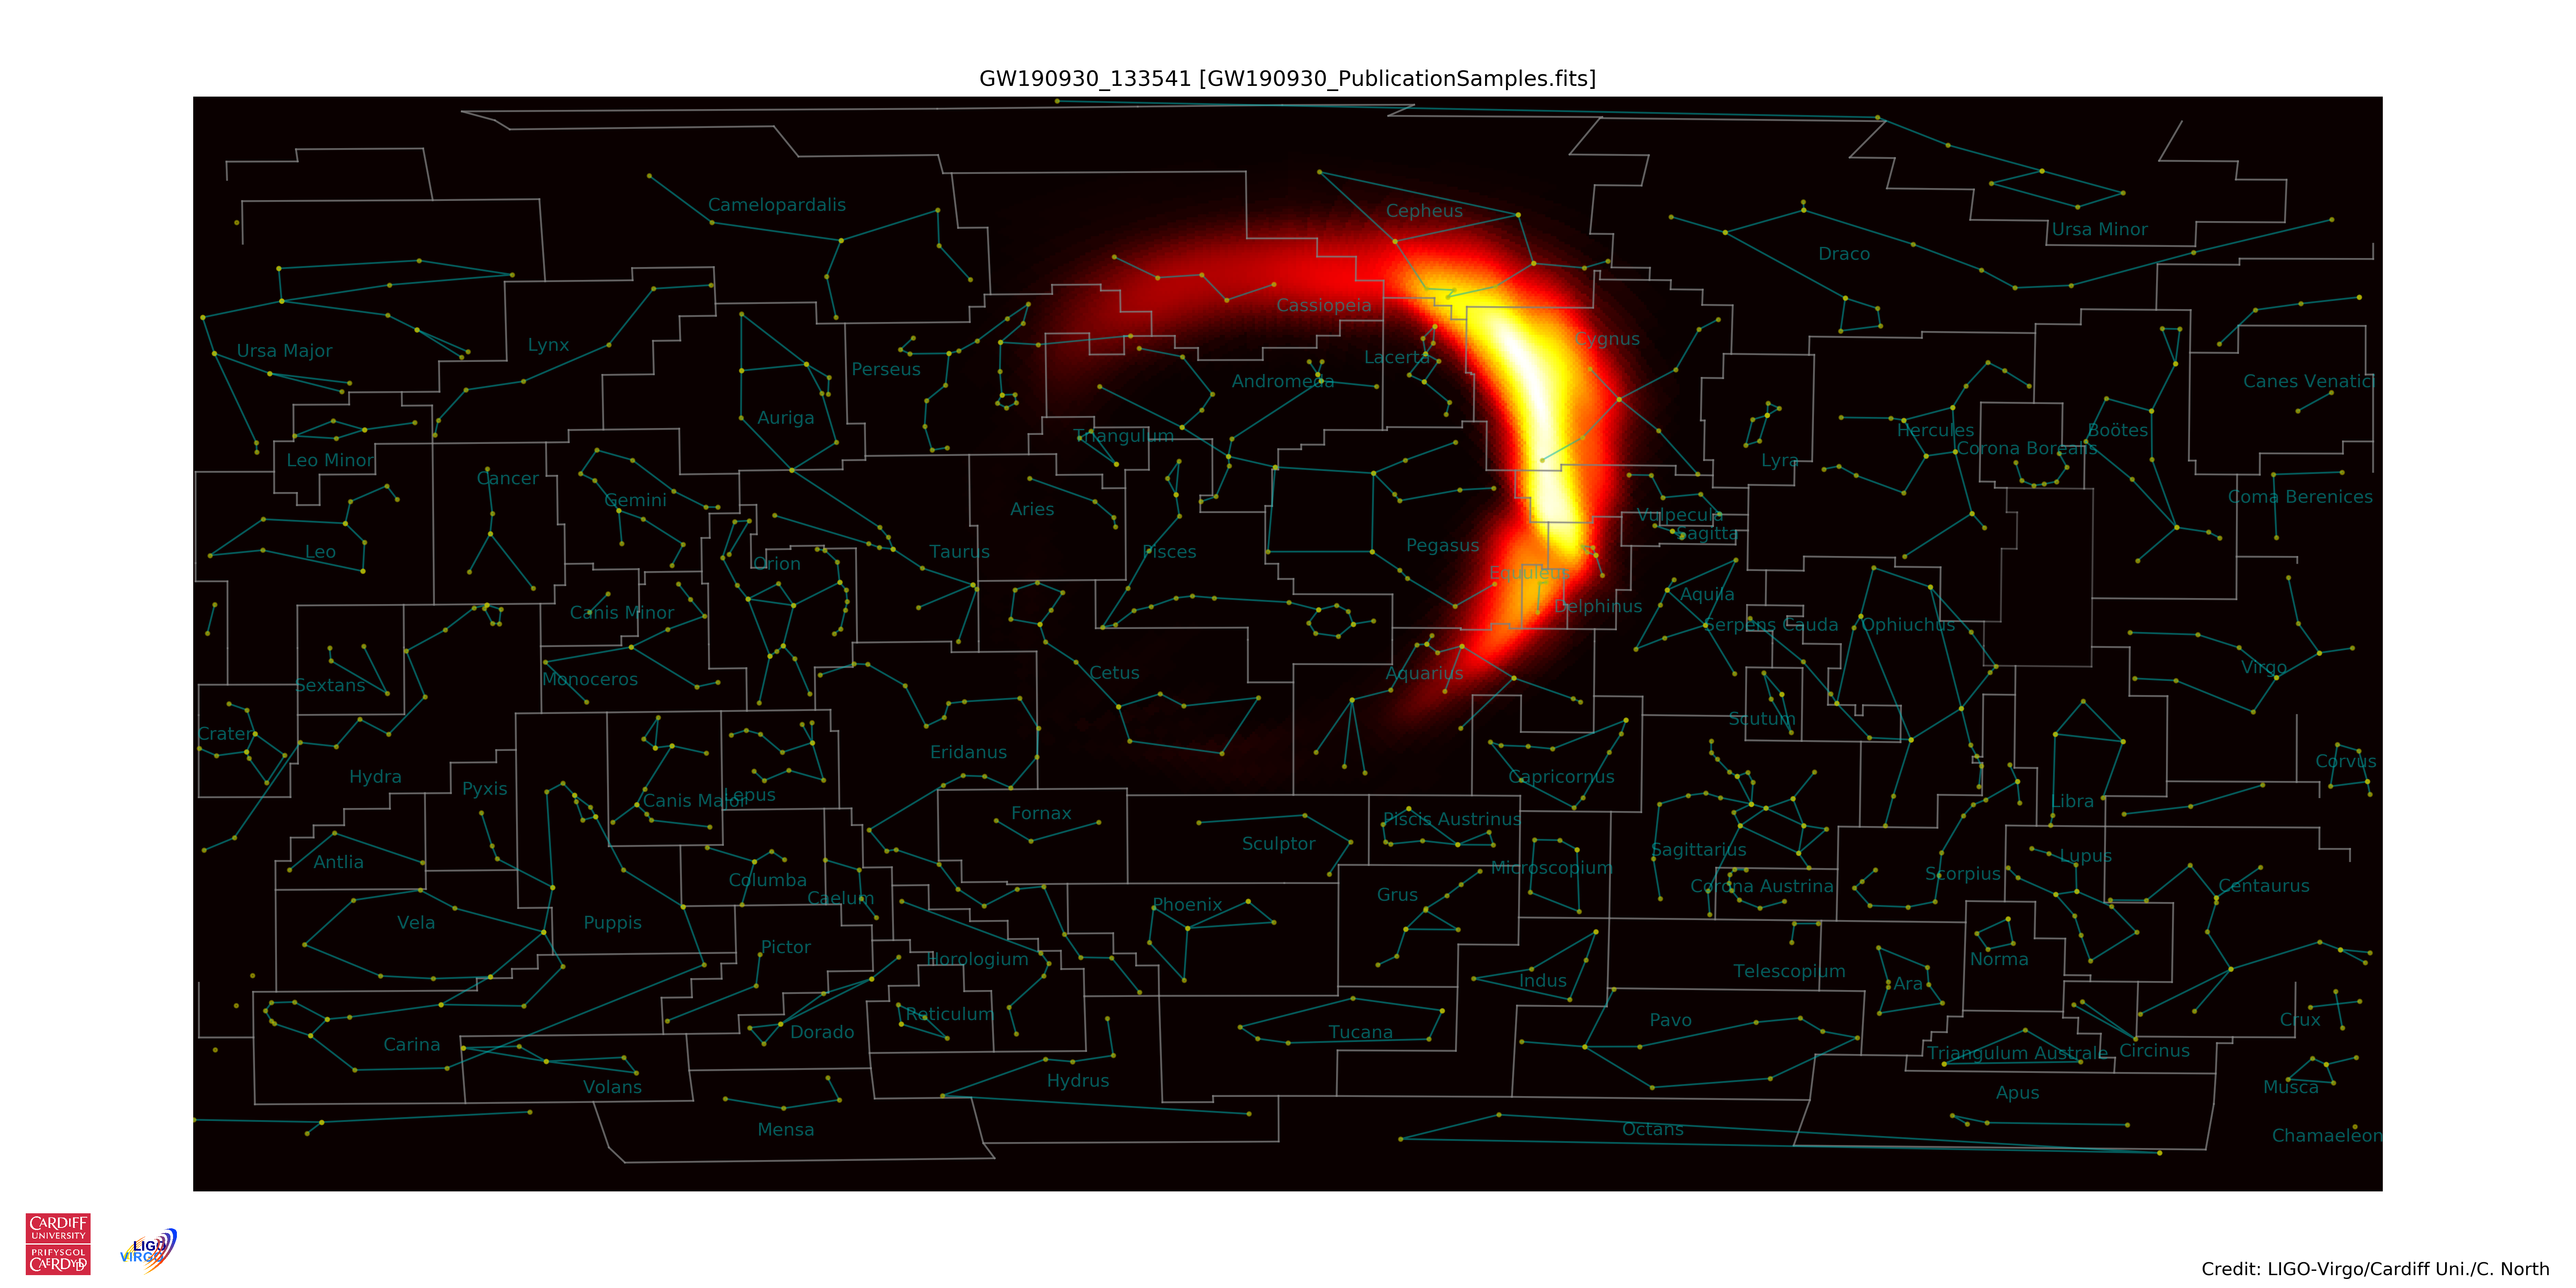 GW190930_133541 [GW190930_PublicationSamples.fits]
Camelopardalis
Cepheus
Ursa Minor
Draco
Cassiopeia
Ursa Major
Lynx
Perseus
Lacerta
Cygnus
Andromeda
Canes Venatici
Auriga
Triangulum
Hercules
Boötes
Corona Borealis
Leo Minor
Lyra
Cancer
Gemini
Aries
Coma Berenices
Vulpecula
Sagitta
Leo
Orion
Taurus
Pisces
Pegasus
Equuleus
Canis Minor
Delphinus
Aquila
Serpens Cauda
Ophiuchus
Sextans
Monoceros
Cetus
Aquarius
Virgo
Crater
Scutum
Hydra
Pyxis
Eridanus
Capricornus
Corvus
Canis Major
Lepus
Fornax
Piscis Austrinus
Libra
Antlia
Sculptor
Sagittarius
Lupus
Columba
Caelum
Microscopium
Corona Austrina
Scorpius
Centaurus
Vela
Puppis
Phoenix
Grus
Pictor
Horologium
Indus
Telescopium
Norma
Ara
Reticulum
Carina
Dorado
Tucana
Pavo
Crux
Triangulum Australe
Circinus
Volans
Hydrus
Apus
Musca
Mensa
Octans
Chamaeleon
CARDIFF
UNIVERSITY
PRIFYSGOL
CAERDYDD
LIGO
VIRGO
Credit: LIGO-Virgo/Cardiff Uni./C. North